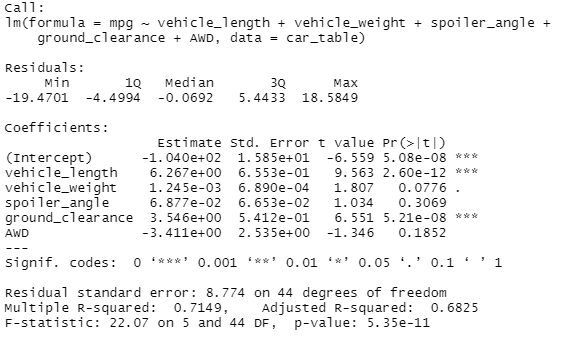 Call:
lm(formula = mpg ~ vehicle_length + vehicle_weight + spoiler_angle +
    ground_clearance + AWD, data = car_table)
Residuals:
     Min       1Q   Median       3Q      Max
-19.4701  -4.4994  -0.0692   5.4433  18.5849
Coefficients:
                   Estimate Std. Error t value Pr(>|t|)
(Intercept)      -1.040e+02  1.585e+01  -6.559 5.08e-08 ***
vehicle_length    6.267e+00  6.553e-01   9.563 2.60e-12 ***
vehicle_weight    1.245e-03  6.890e-04   1.807   0.0776 .
spoiler_angle     6.877e-02  6.653e-02   1.034   0.3069
ground_clearance  3.546e+00  5.412e-01   6.551 5.21e-08 ***
AWD              -3.411e+00  2.535e+00  -1.346   0.1852
---
Signif. codes:  0 ‘***’ 0.001 ‘**’ 0.01 ‘*’ 0.05 ‘.’ 0.1 ‘ ’ 1
Residual standard error: 8.774 on 44 degrees of freedom
Multiple R-squared:  0.7149,    Adjusted R-squared:  0.6825
F-statistic: 22.07 on 5 and 44 DF,  p-value: 5.35e-11